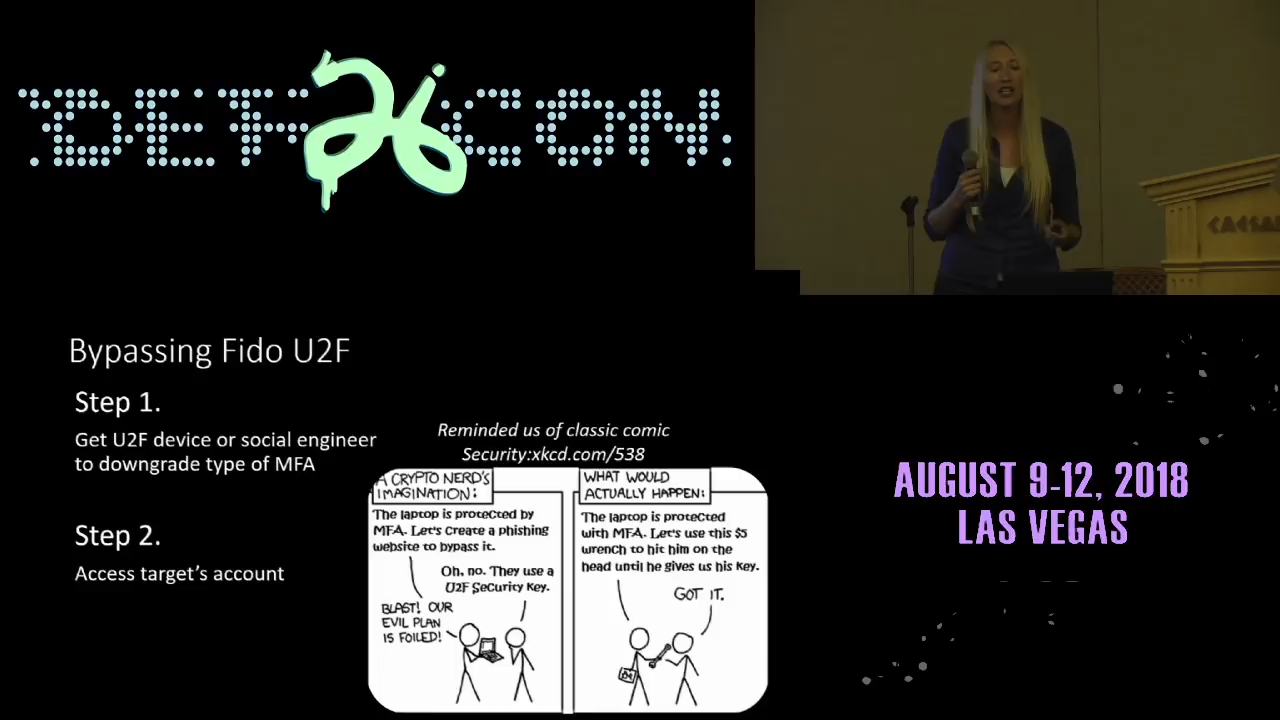 DEF 26 CON
CAESA
Bypassing Fido U2F
Step 1.
Get U2F device or social engineer
to downgrade type of MFA
Step 2.
Access target's account
Reminded us of classic comic
Security:xkcd.com/538
A CRYPTO NERD'S
IMAGINATION:
The laptop is protected by
MFA. Let's create a phishing
website to bypass it.
Oh, no. They use a
U2F Security Key.
BLAST! OUR
EVIL PLAN
IS FOILED!
WHAT WOULD
ACTUALLY HAPPEN:
The laptop is protected
with MFA. Let's use this $5
wrench to hit him on the
head until he gives us his key.
GOT IT.
AUGUST 9-12, 2018
LAS VEGAS